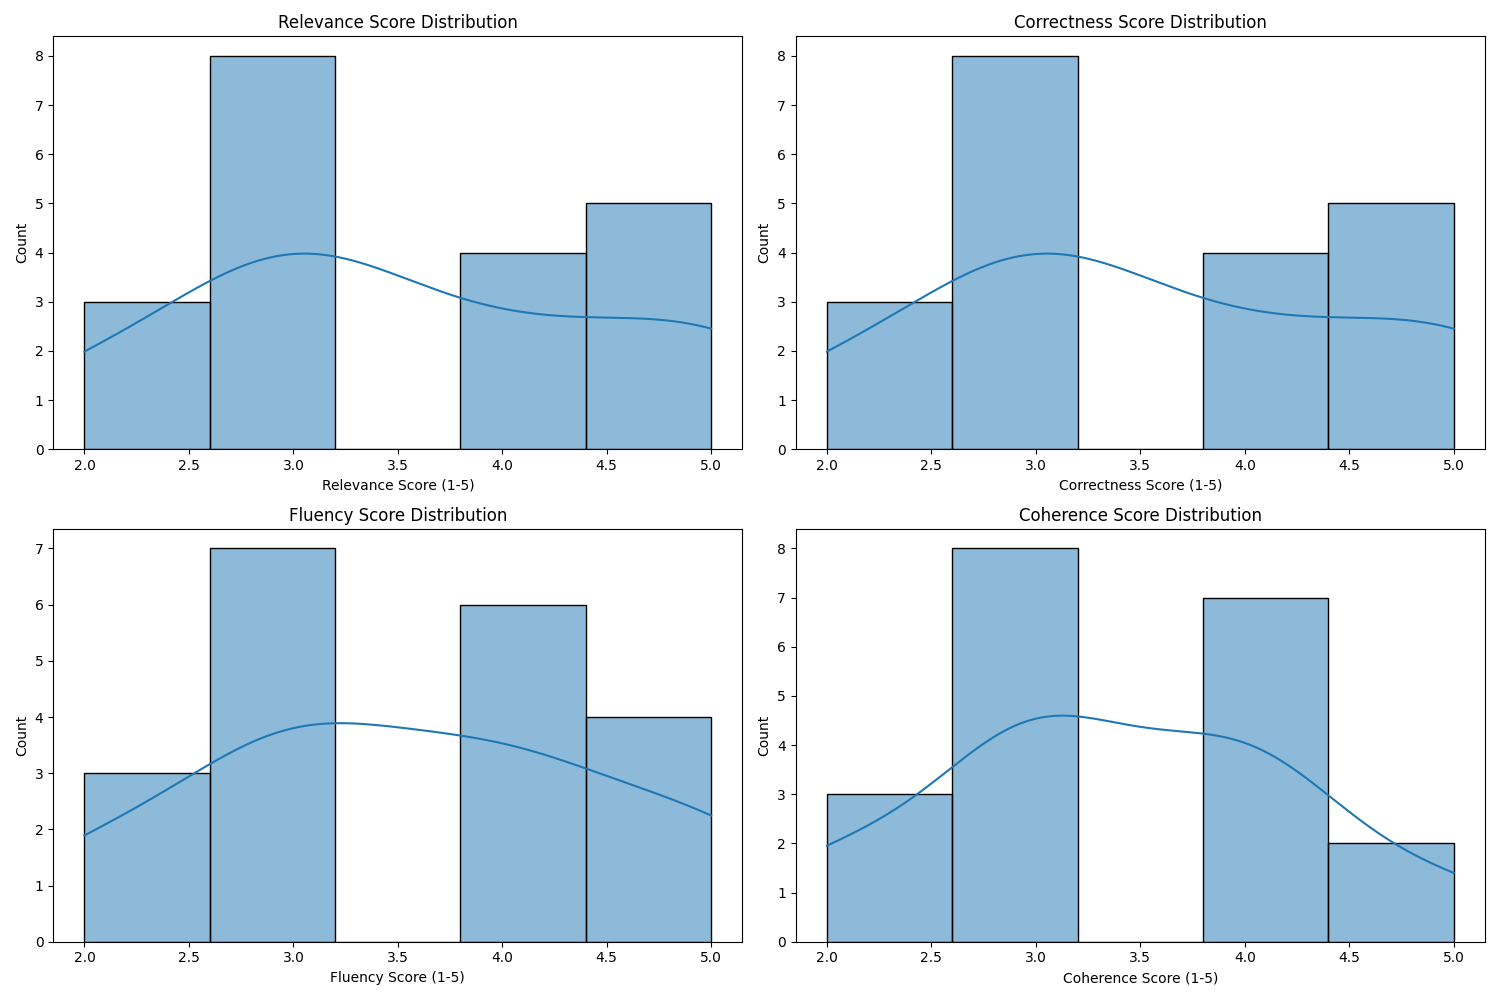 Relevance Score Distribution
Count
8
7
6
5
4
3
2
1
0
2.0 2.5 3.0 3.5 4.0 4.5 5.0
Relevance Score (1-5)
Correctness Score Distribution
Count
8
7
6
5
4
3
2
1
0
2.0 2.5 3.0 3.5 4.0 4.5 5.0
Correctness Score (1-5)
Fluency Score Distribution
Count
7
6
5
4
3
2
1
0
2.0 2.5 3.0 3.5 4.0 4.5 5.0
Fluency Score (1-5)
Coherence Score Distribution
Count
8
7
6
5
4
3
2
1
0
2.0 2.5 3.0 3.5 4.0 4.5 5.0
Coherence Score (1-5)